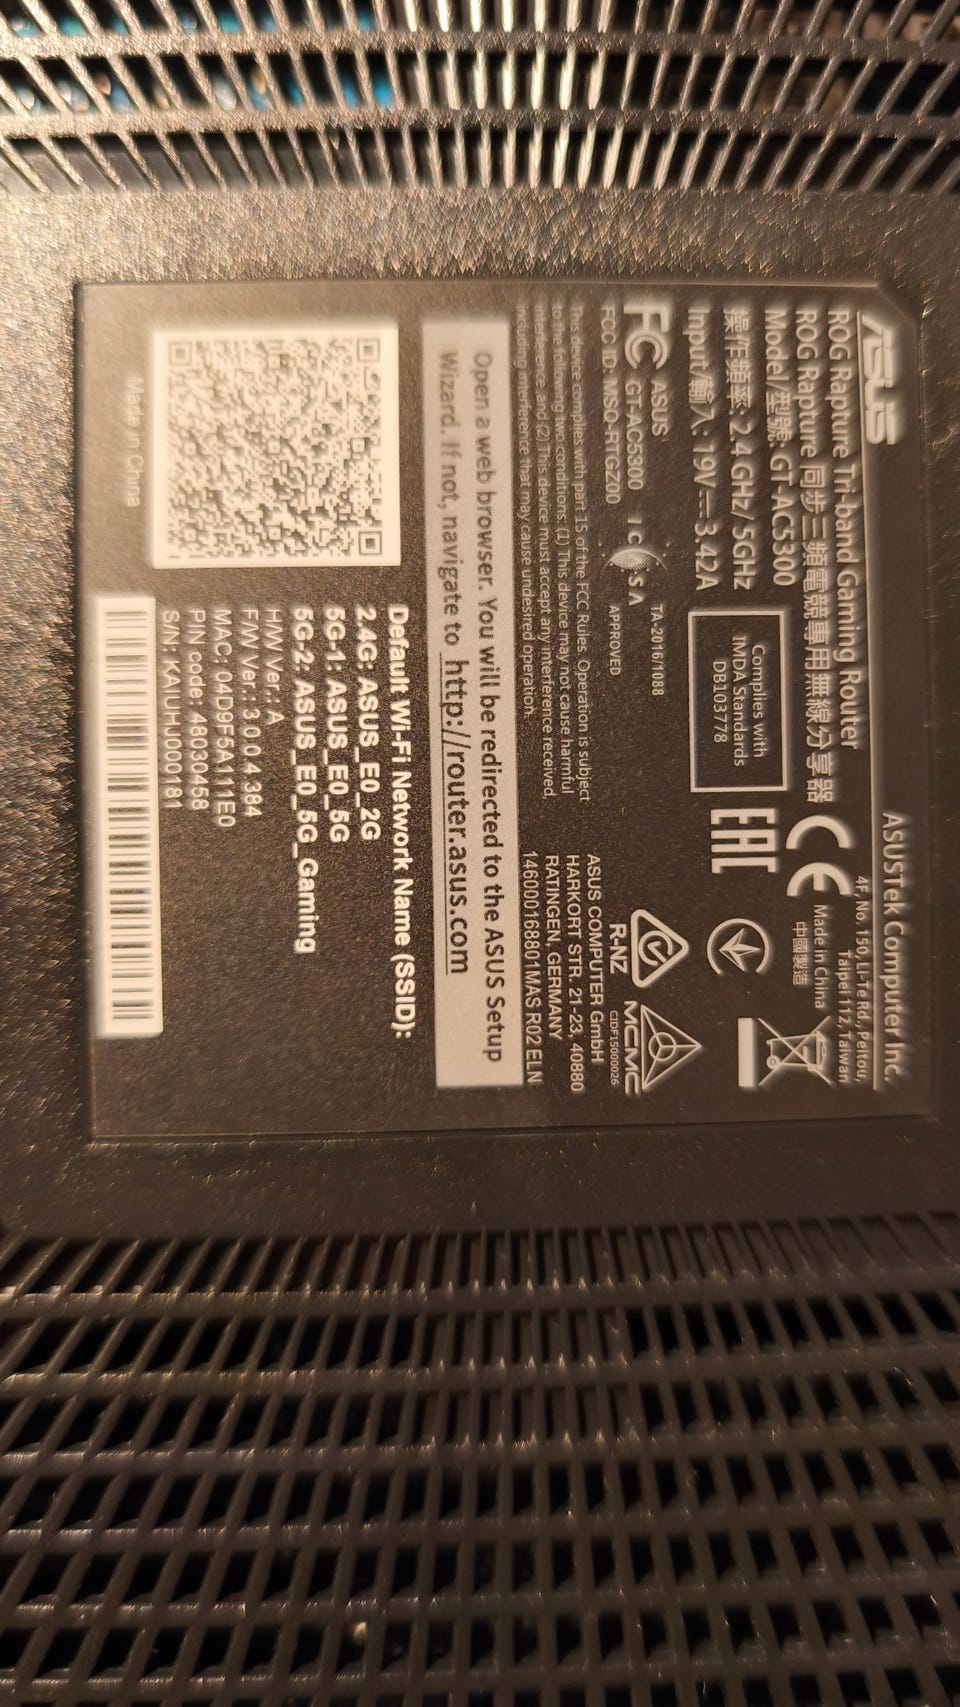 ASUS
ASUSTek Computer Inc.
4F, No. 150, Li-Te Rd., Peitou,
Taipei 112, Taiwan
ROG Rapture Tri-band Gaming Router
ROG Rapture 同步三頻電競專用無線分享器
Model/型號: GT-AC5300
操作頻率: 2.4 GHz/ 5GHz
Input/輸入: 19V⎓3.42A
Made in China
中國製造
CE
Complies with
IMDA Standards
DB103778
EAC
FC
ASUS
GT-AC5300
FCC ID: MSQ-RTGZ00
I C A S A
TA-2016/1088
APPROVED
R-NZ
MCMC
CIDF15000026
This device complies with part 15 of the FCC Rules. Operation is subject
to the following two conditions: (1) This device may not cause harmful
interference, and (2) This device must accept any interference received,
including interference that may cause undesired operation.
ASUS COMPUTER GmbH
HARKORT STR. 21-23, 40880
RATINGEN, GERMANY
146000168801MAS R02 ELN
Open a web browser. You will be redirected to the ASUS Setup
Wizard. If not, navigate to http://router.asus.com
Default Wi-Fi Network Name (SSID):
2.4G: ASUS_E0_2G
5G-1: ASUS_E0_5G
5G-2: ASUS_E0_5G_Gaming
H/W Ver.: A
F/W Ver.: 3.0.0.4.384
MAC: 04D9F5A111E0
PIN code: 48030458
S/N: KAIUHU000181
Made in China